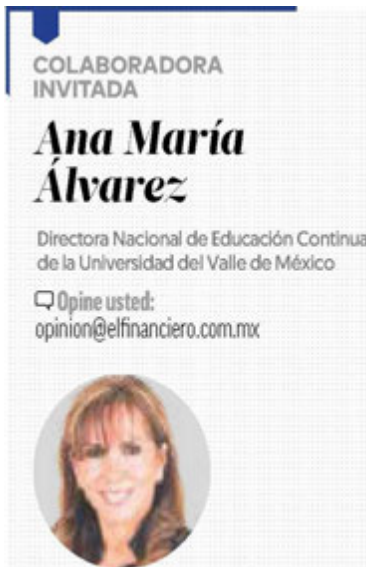 COLABORADORA
INVITADA
Ana María
Álvarez
Directora Nacional de Educación Continua
de la Universidad del Valle de México
Opine usted:
opinion@elfinanciero.com.mx